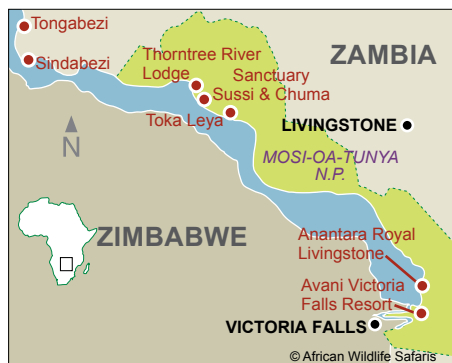 Tongabezi
Sindabezi
Thorntree River
Lodge
Sanctuary
Sussi & Chuma
Toka Leya
ZAMBIA
LIVINGSTONE
MOSI-OA-TUNYA
N.P.
N
ZIMBABWE
Anantara Royal
Livingstone
Avani Victoria
Falls Resort
VICTORIA FALLS
© African Wildlife Safaris